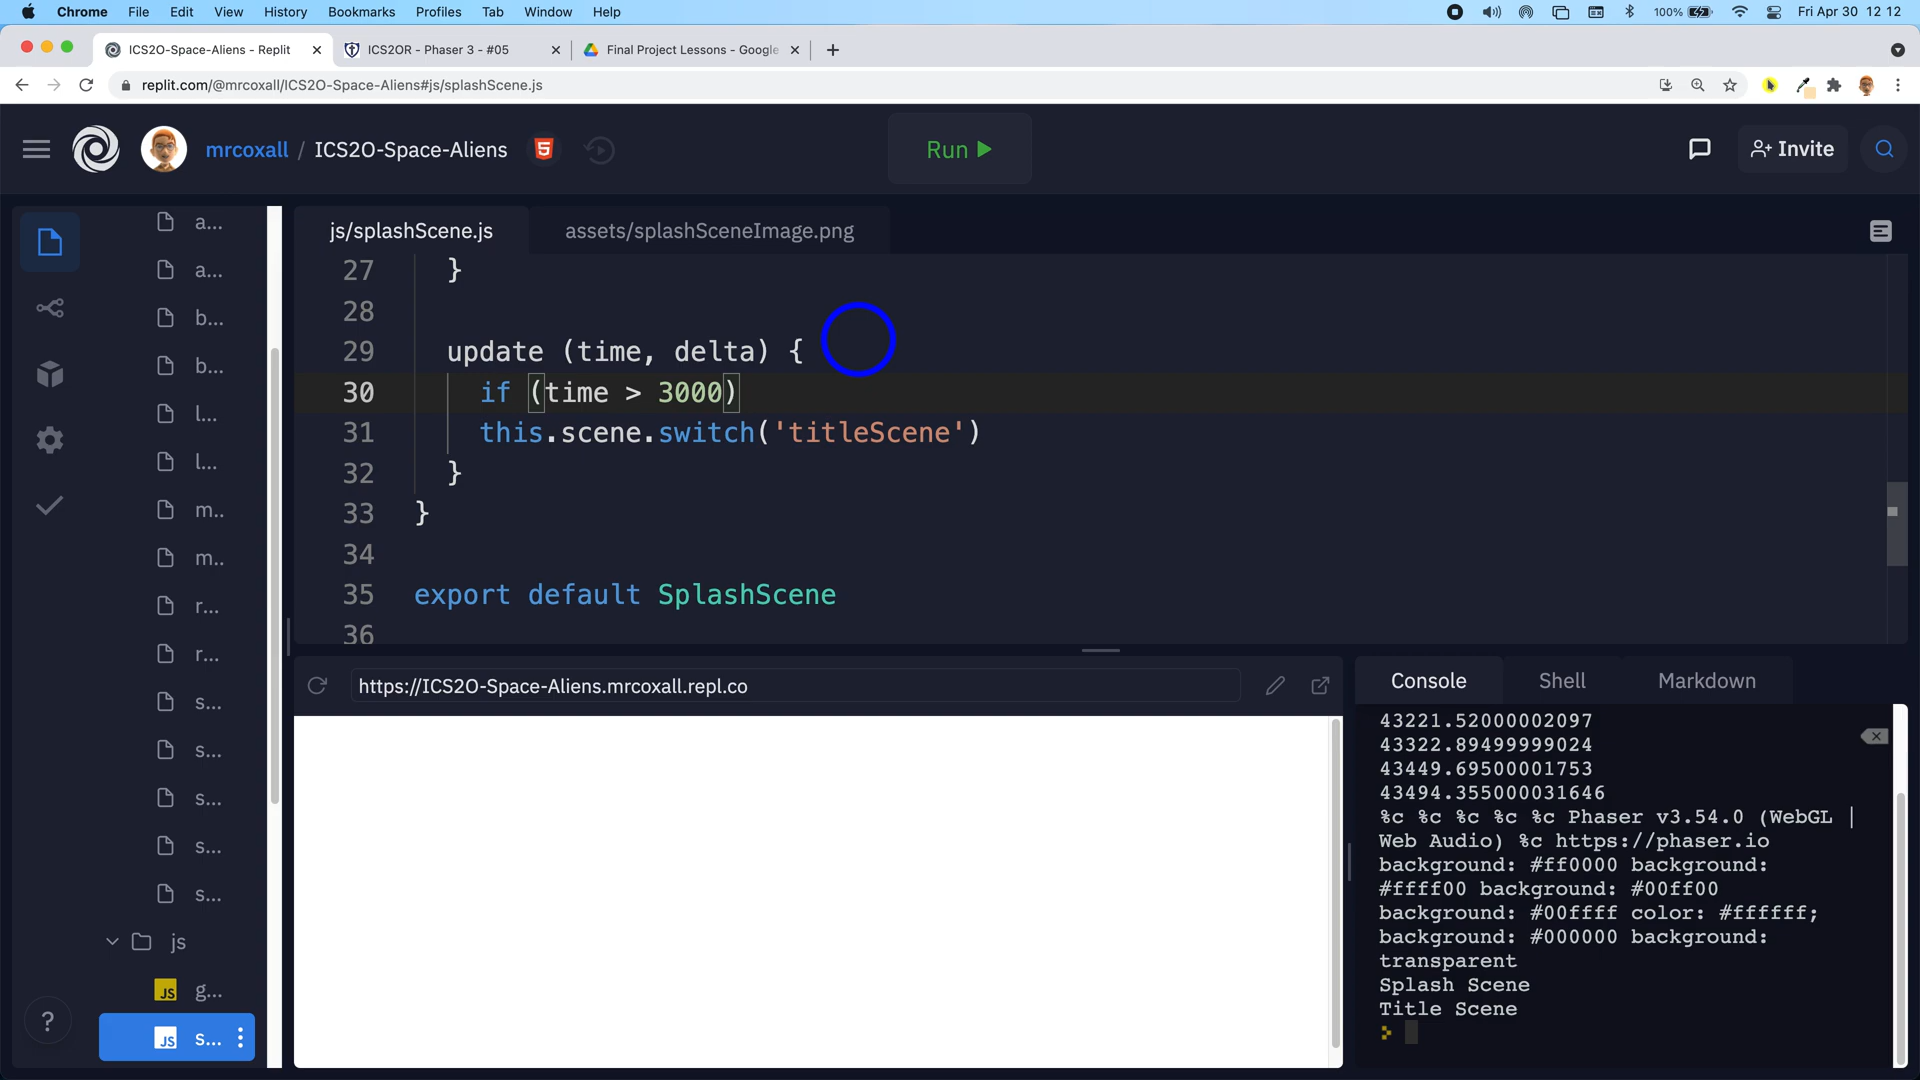 Chrome File Edit View History Bookmarks Profiles Tab Window Help 100% Fri Apr 30 12 12
ICS2O-Space-Aliens - Replit
ICS2OR - Phaser 3 - #05
Final Project Lessons - Google
replit.com/@mrcoxall/ICS2O-Space-Aliens#js/splashScene.js
mrcoxall / ICS2O-Space-Aliens
Run
Invite
a...
a...
b...
b...
l...
l...
m..
m..
r...
r...
s...
s...
s...
s...
s...
js
JS g...
JS s...
?
js/splashScene.js
assets/splashSceneImage.png
27 }
28
29 update (time, delta) {
30 if (time > 3000)
31 this.scene.switch('titleScene')
32 }
33 }
34
35 export default SplashScene
36
https://ICS2O-Space-Aliens.mrcoxall.repl.co
Console Shell Markdown
43221.52000002097
43322.89499999024
43449.69500001753
43494.355000031646
%c %c %c %c %c Phaser v3.54.0 (WebGL |
Web Audio) %c https://phaser.io
background: #ff0000 background:
#ffff00 background: #00ff00
background: #00ffff color: #ffffff;
background: #000000 background:
transparent
Splash Scene
Title Scene